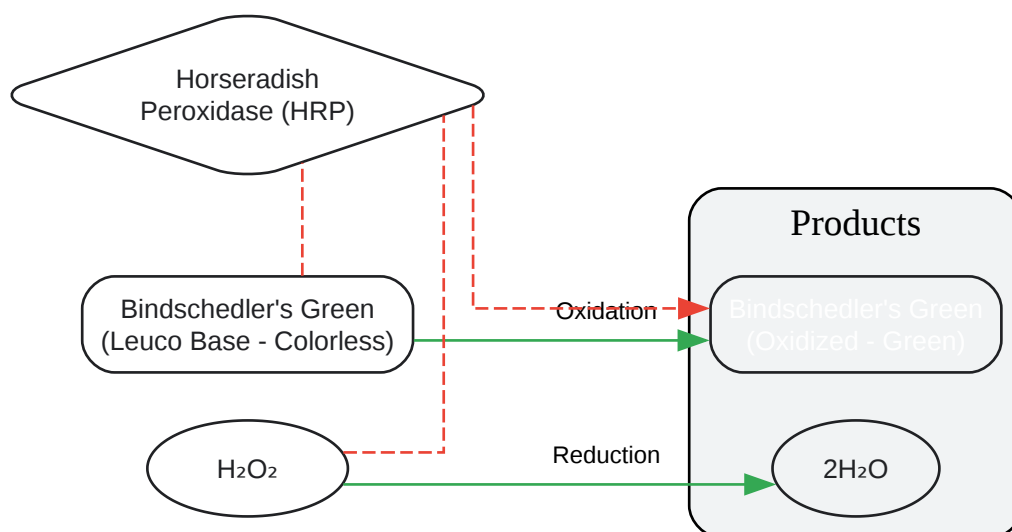 Horseradish
Peroxidase (HRP)
Products
Bindschedler's Green
(Leuco Base - Colorless)
Oxidation
Bindschedler's Green
(Oxidized - Green)
H₂O₂
Reduction
2H₂O